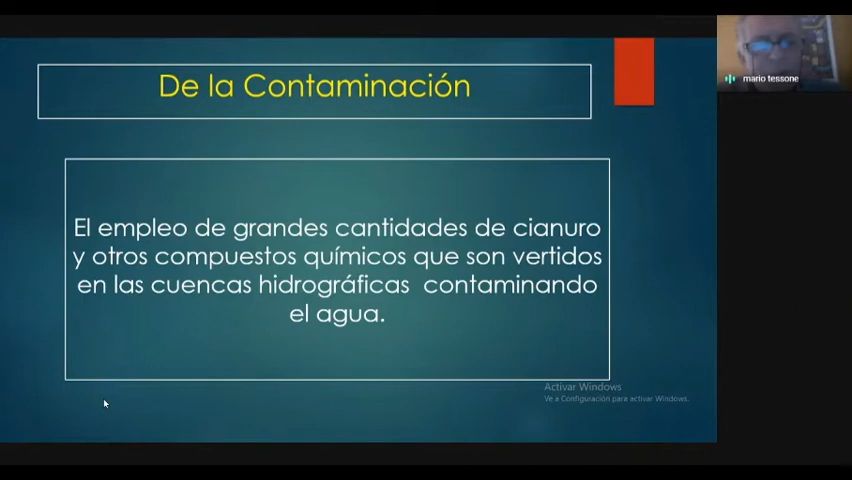 De la Contaminación
mario tessone
El empleo de grandes cantidades de cianuro
y otros compuestos químicos que son vertidos
en las cuencas hidrográficas contaminando
el agua.
Activar Windows
Ve a Configuración para activar Windows.